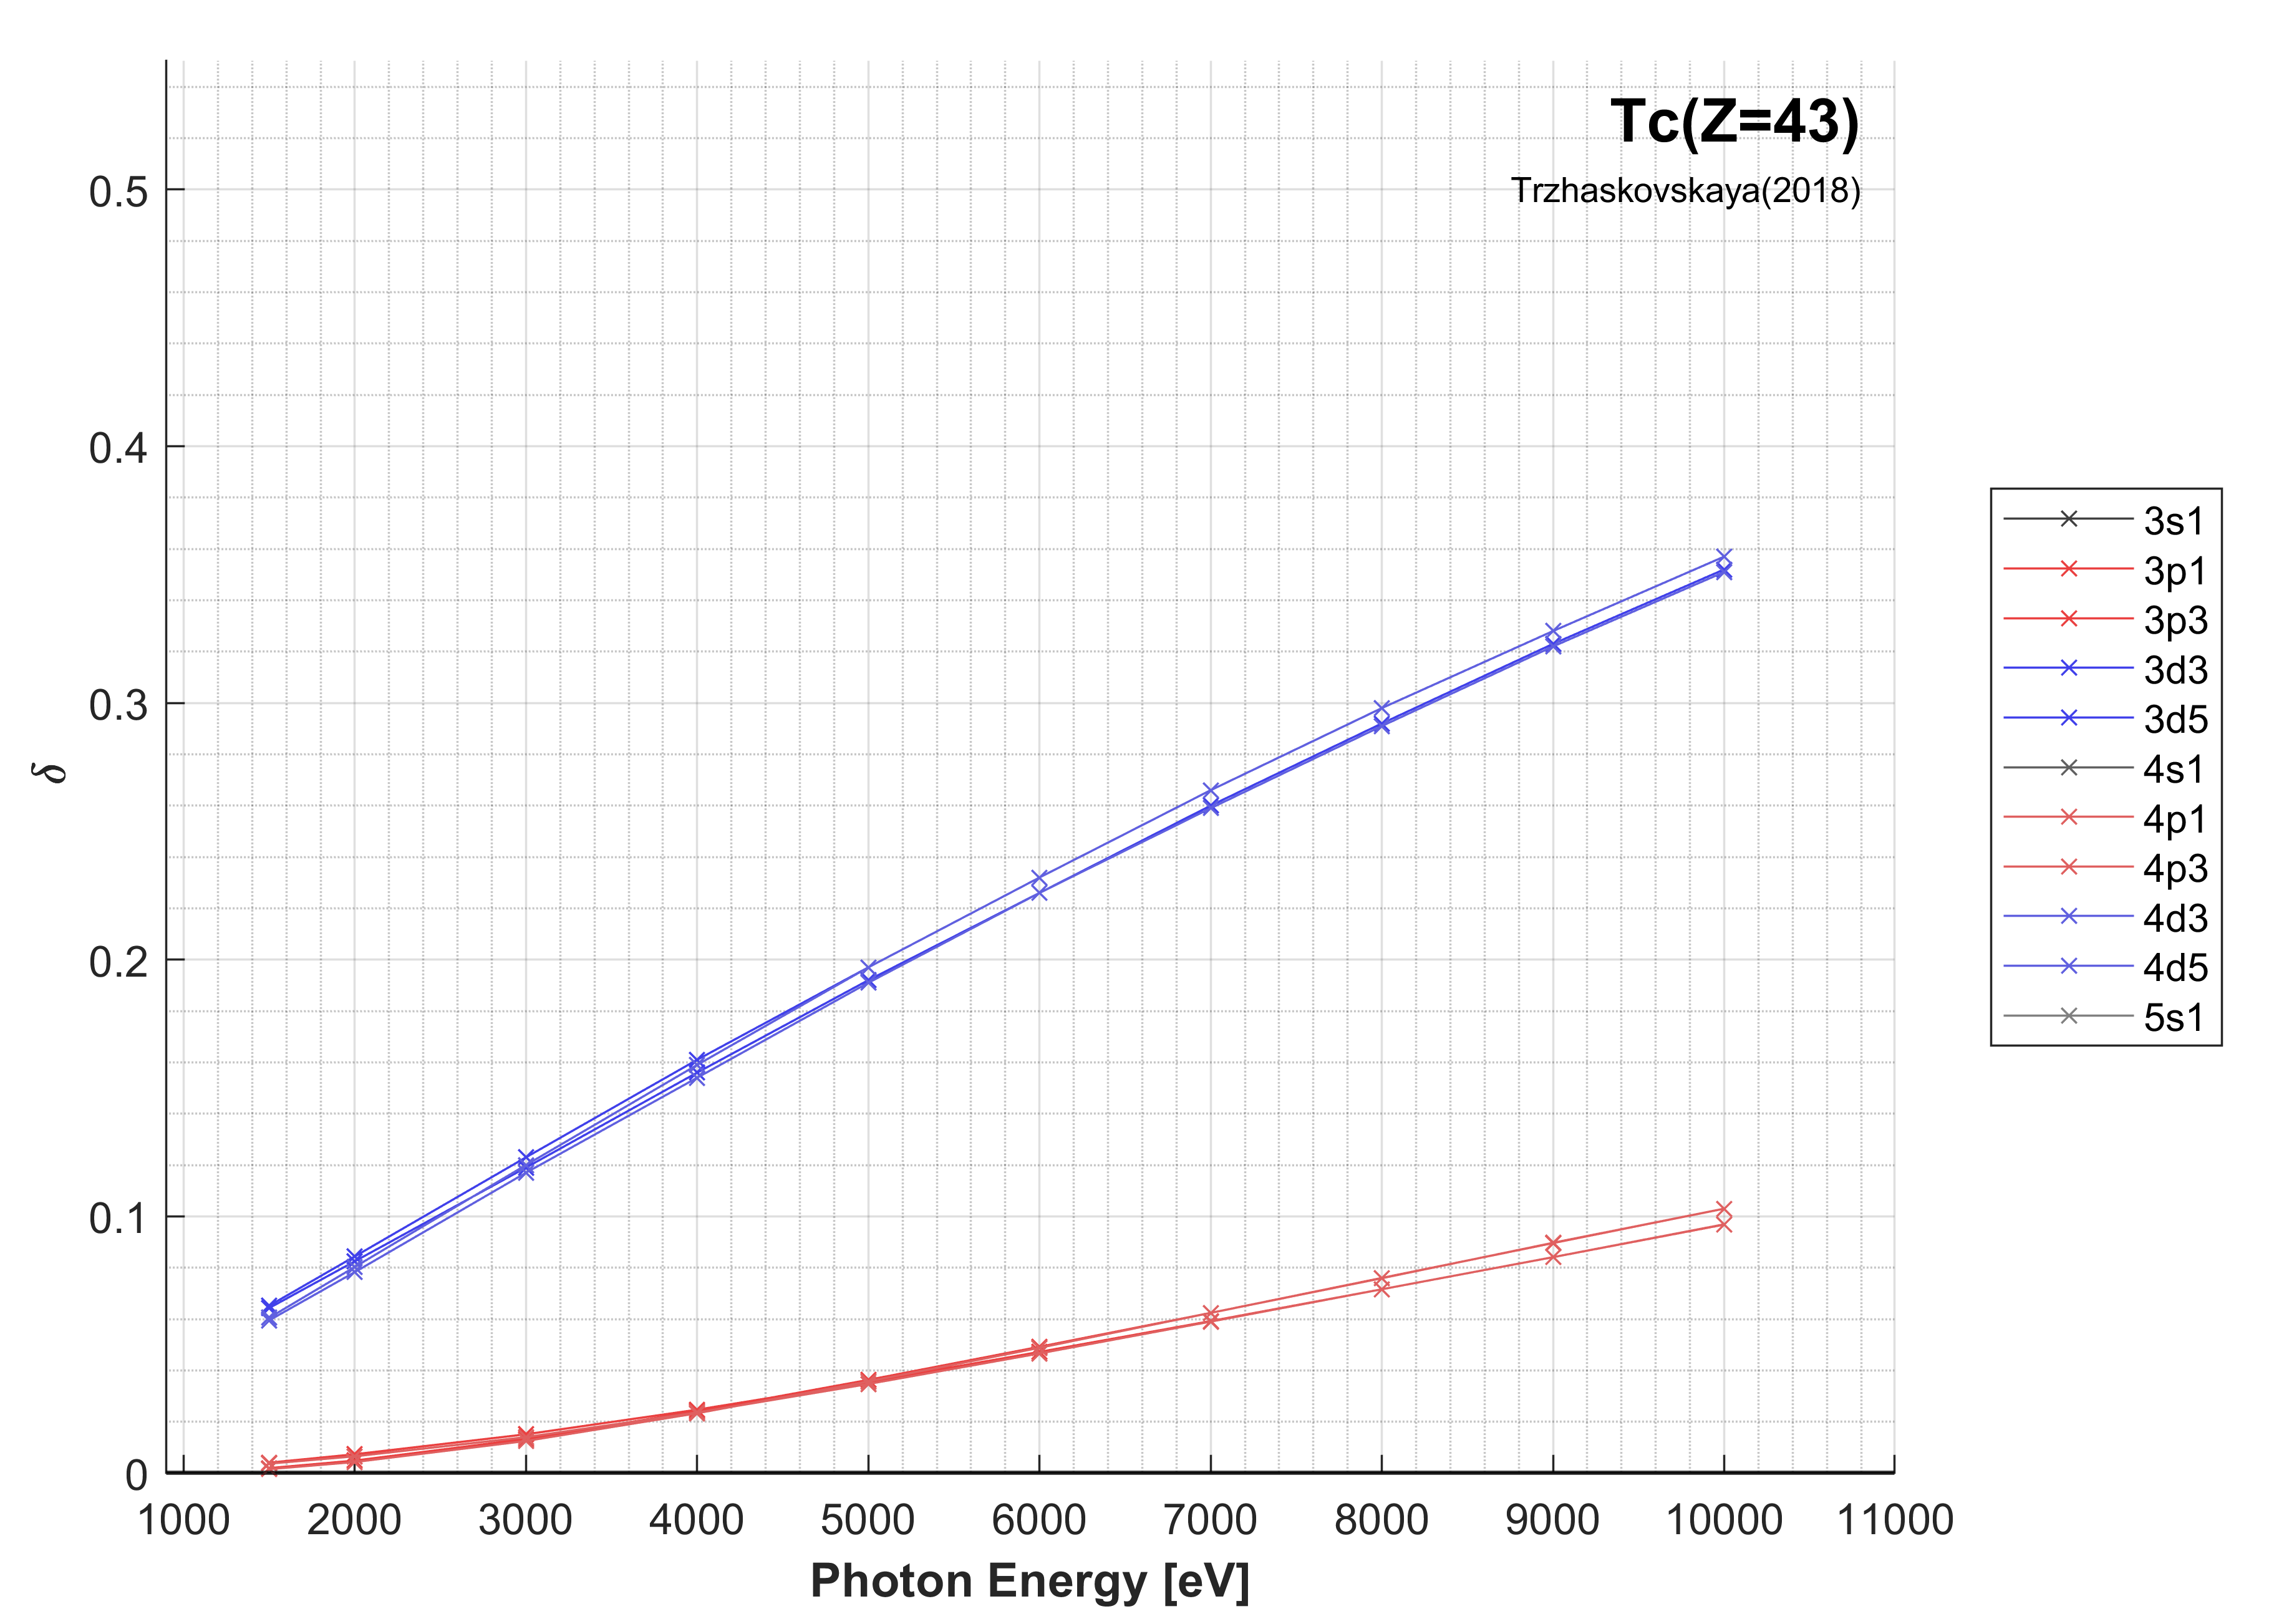 Tc(Z=43)
Trzhaskovskaya(2018)
0.5
0.4
0.3
0.2
0.1
0
δ
1000 2000 3000 4000 5000 6000 7000 8000 9000 10000 11000
Photon Energy [eV]
3s1
3p1
3p3
3d3
3d5
4s1
4p1
4p3
4d3
4d5
5s1